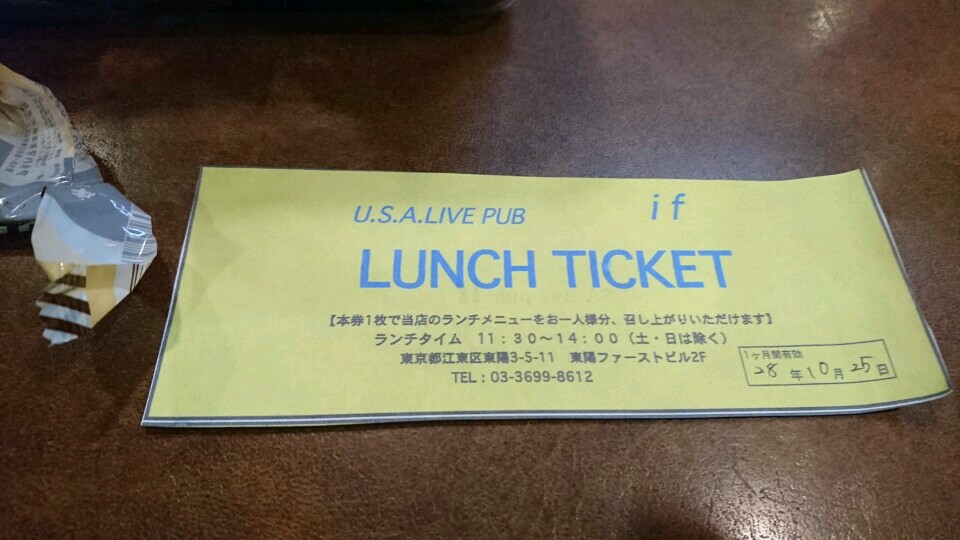 U.S.A.LIVE PUB if
LUNCH TICKET
【本券1枚で当店のランチメニューをお一人様分、召し上がりいただけます】
ランチタイム 11：30～14：00（土・日は除く）
東京都江東区東陽3-5-11 東陽ファーストビル2F
TEL：03-3699-8612
1ヶ月間有効
28年10月25日